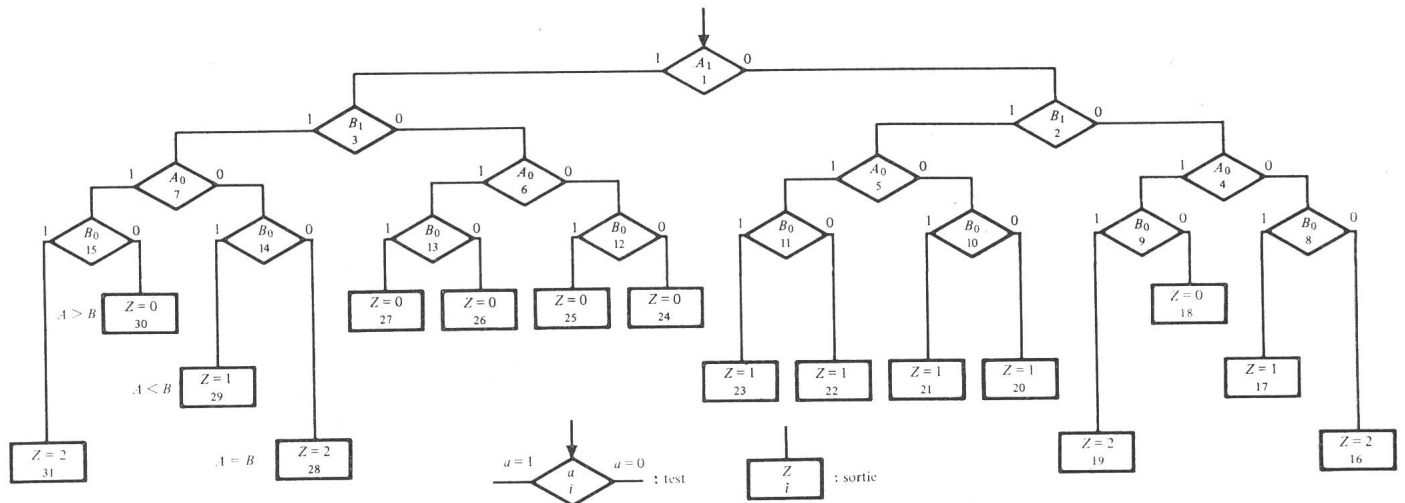 1 A₁ 0
1
1 B₁ 0
3
1 B₁ 0
2
1 A₀ 0
7
1 A₀ 0
6
1 A₀ 0
5
1 A₀ 0
4
1 B₀ 0
15
1 B₀ 0
14
1 B₀ 0
13
1 B₀ 0
12
1 B₀ 0
11
1 B₀ 0
10
1 B₀ 0
9
1 B₀ 0
8
A > B
Z = 0
30
Z = 0
27
Z = 0
26
Z = 0
25
Z = 0
24
Z = 0
18
A < B
Z = 1
29
Z = 1
23
Z = 1
22
Z = 1
21
Z = 1
20
Z = 1
17
Z = 2
31
A = B
Z = 2
28
Z = 2
19
Z = 2
16
a = 1 a = 0
a
i
: test
Z
i
: sortie